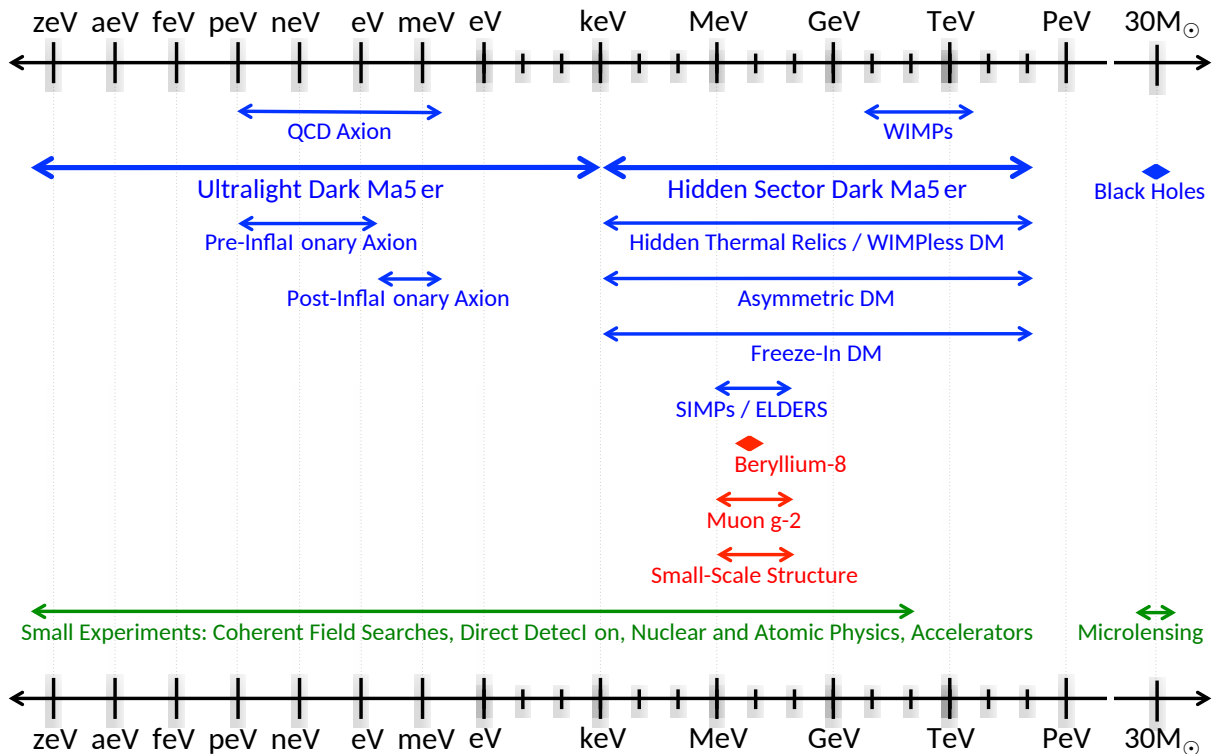 zeV aeV feV peV neV eV meV eV keV MeV GeV TeV PeV 30M☉
QCD Axion WIMPs
Ultralight Dark Ma5 er Hidden Sector Dark Ma5 er Black Holes
Pre-Inflal onary Axion Hidden Thermal Relics / WIMPless DM
Post-Inflal onary Axion Asymmetric DM
Freeze-In DM
SIMPs / ELDERS
Beryllium-8
Muon g-2
Small-Scale Structure
Small Experiments: Coherent Field Searches, Direct Detecl on, Nuclear and Atomic Physics, Accelerators Microlensing
zeV aeV feV peV neV eV meV eV keV MeV GeV TeV PeV 30M☉